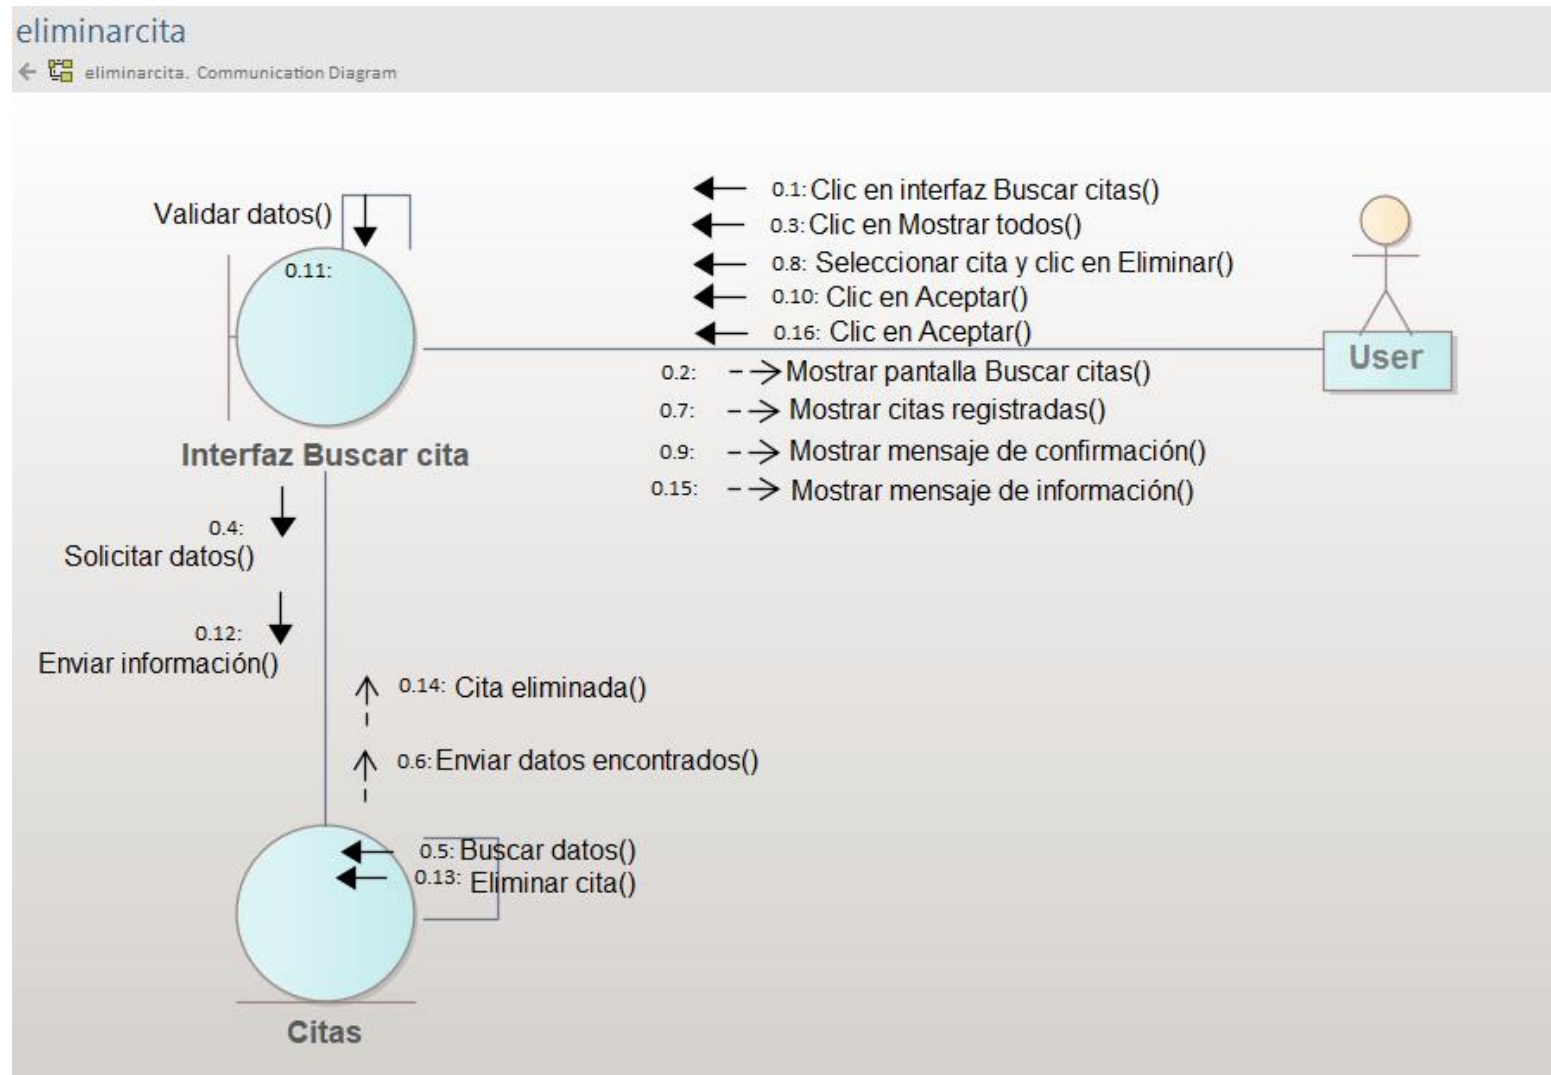 eliminarcita
eliminarcita. Communication Diagram
Validar datos()
0.11:
0.1: Clic en interfaz Buscar citas()
0.3: Clic en Mostrar todos()
0.8: Seleccionar cita y clic en Eliminar()
0.10: Clic en Aceptar()
0.16: Clic en Aceptar()
User
0.2: Mostrar pantalla Buscar citas()
0.7: Mostrar citas registradas()
0.9: Mostrar mensaje de confirmación()
0.15: Mostrar mensaje de información()
Interfaz Buscar cita
0.4:
Solicitar datos()
0.12:
Enviar información()
0.14: Cita eliminada()
0.6: Enviar datos encontrados()
0.5: Buscar datos()
0.13: Eliminar cita()
Citas